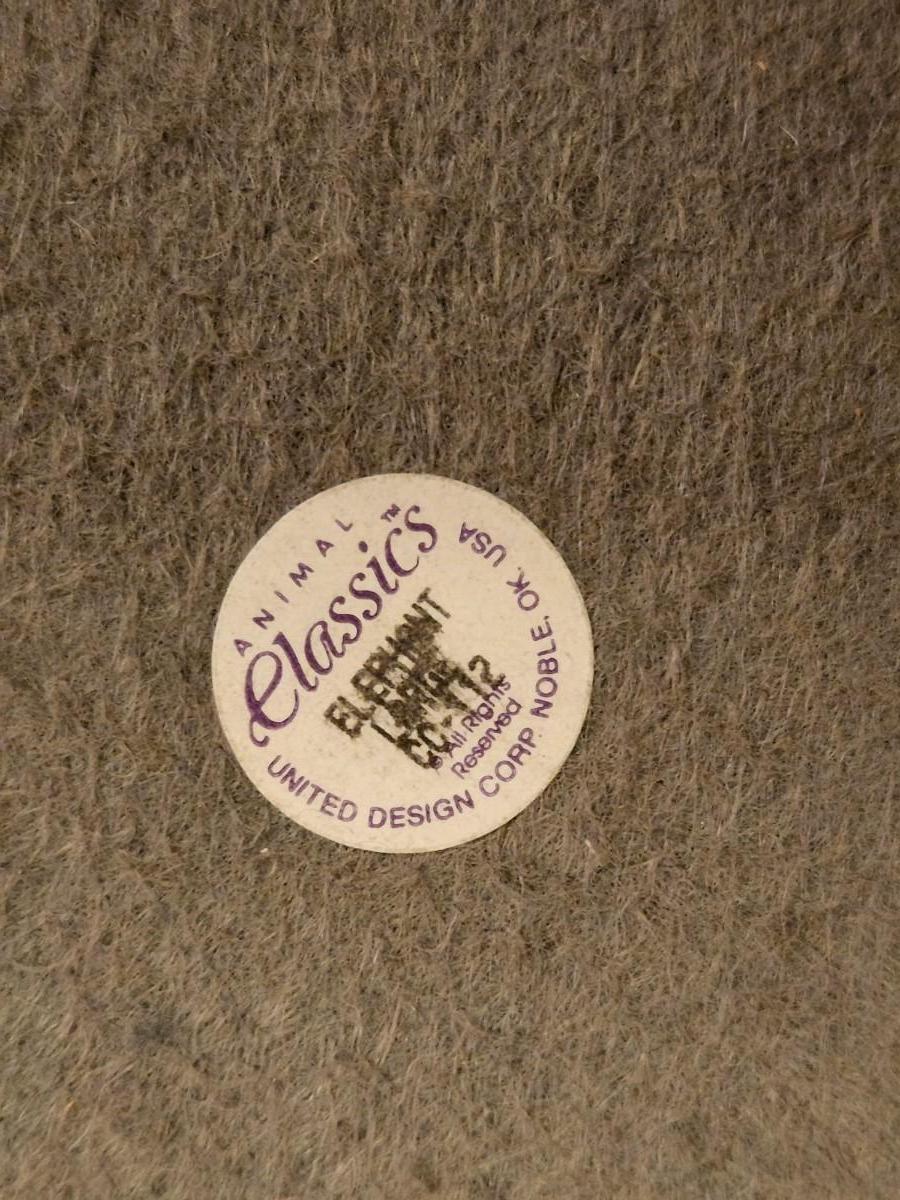 ANIMAL
Classics™
ELEPHANT
All Rights
Reserved
UNITED DESIGN CORP. NOBLE, OK. USA